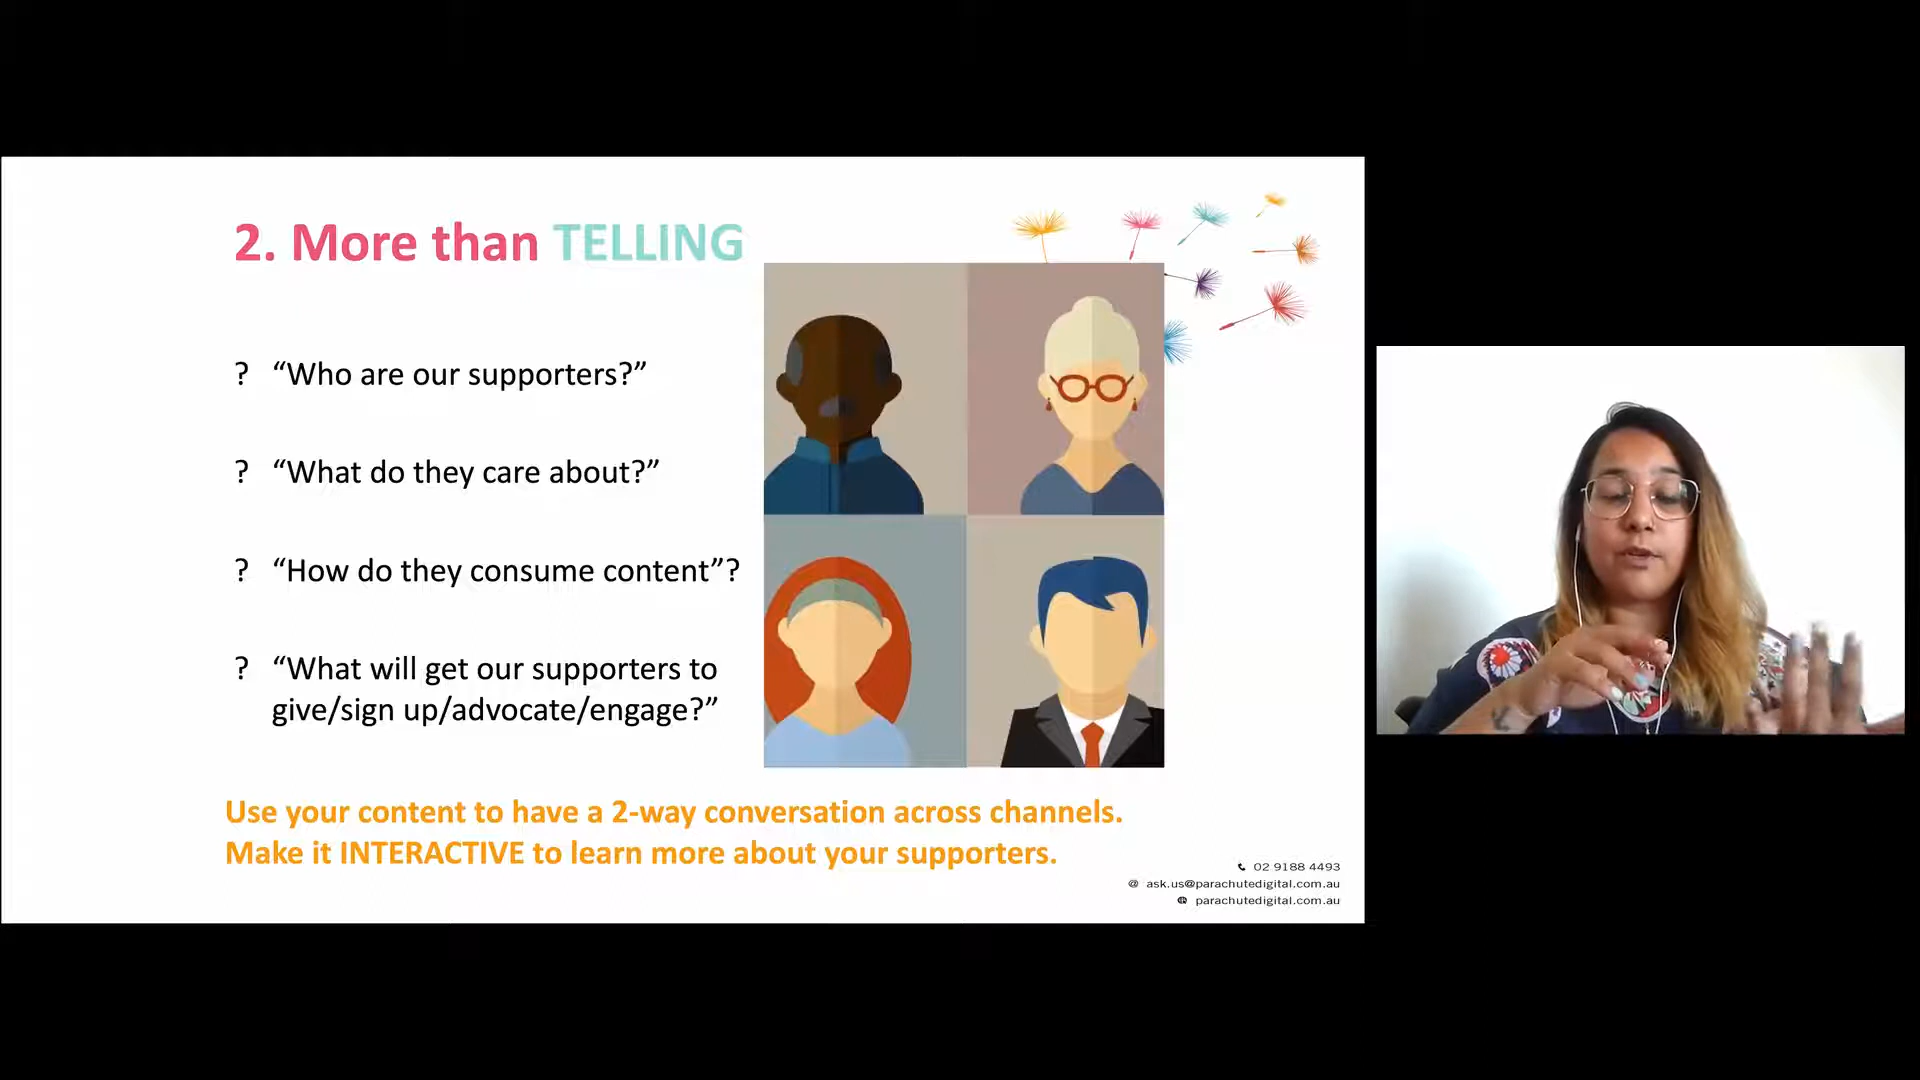 2. More than TELLING
? “Who are our supporters?”
? “What do they care about?”
? “How do they consume content”?
? “What will get our supporters to
give/sign up/advocate/engage?”
Use your content to have a 2-way conversation across channels.
Make it INTERACTIVE to learn more about your supporters.
02 9188 4493
@ ask.us@parachutedigital.com.au
parachutedigital.com.au